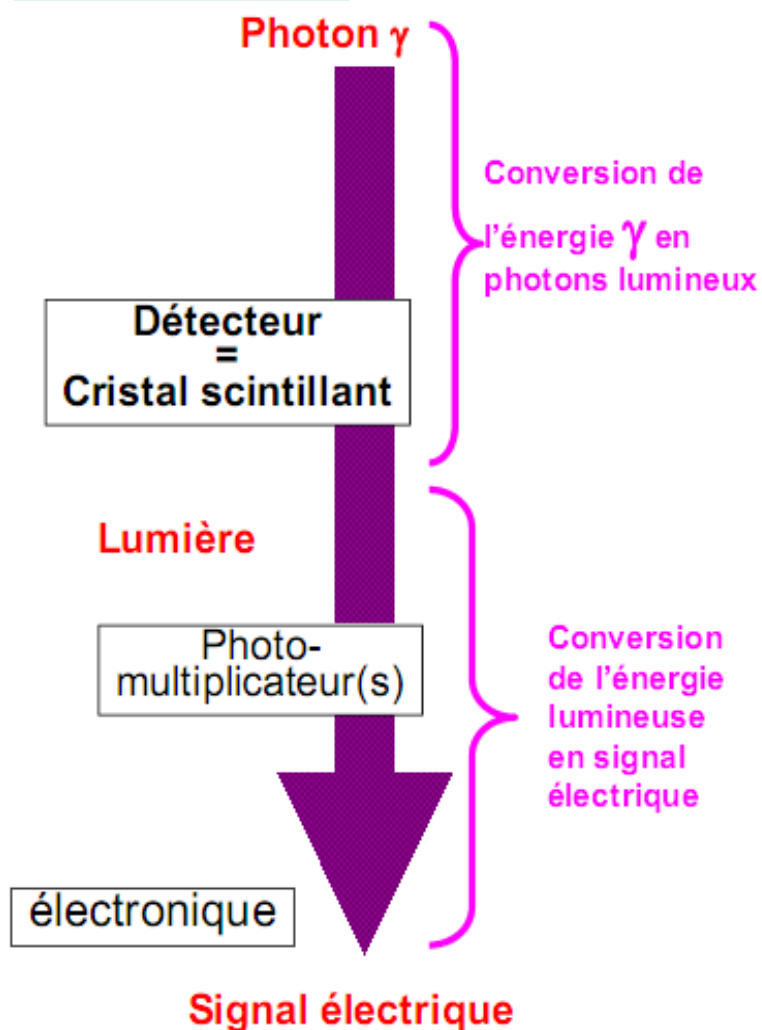 Photon γ
Conversion de
l'énergie γ en
photons lumineux
Détecteur
=
Cristal scintillant
Lumière
Photo-
multiplicateur(s)
Conversion
de l'énergie
lumineuse
en signal
électrique
électronique
Signal électrique